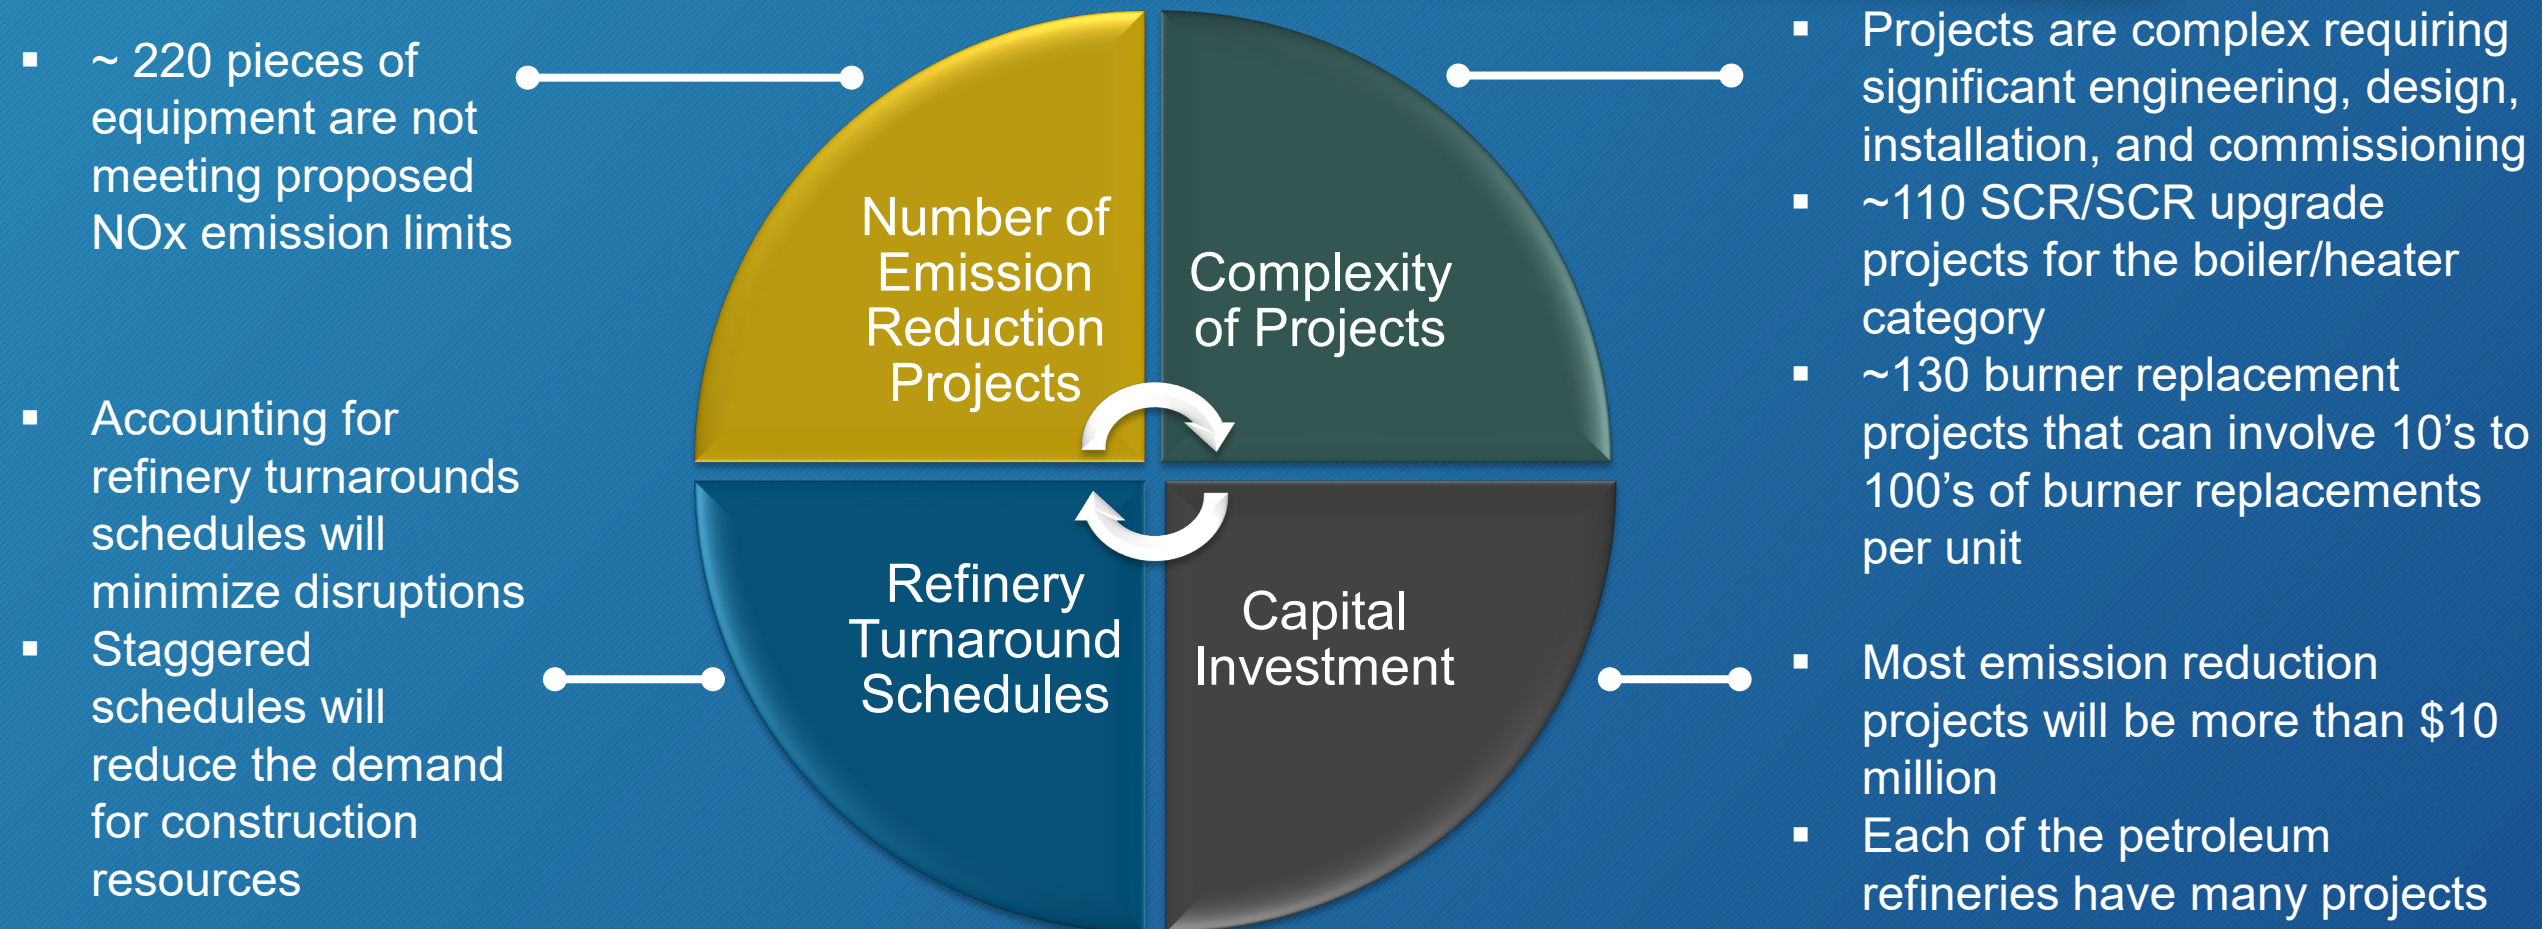 ▪ ~ 220 pieces of
equipment are not
meeting proposed
NOx emission limits
Number of
Emission
Reduction
Projects
Complexity
of Projects
▪ Projects are complex requiring
significant engineering, design,
installation, and commissioning
▪ ~110 SCR/SCR upgrade
projects for the boiler/heater
category
▪ ~130 burner replacement
projects that can involve 10’s to
100’s of burner replacements
per unit
▪ Accounting for
refinery turnarounds
schedules will
minimize disruptions
▪ Staggered
schedules will
reduce the demand
for construction
resources
Refinery
Turnaround
Schedules
Capital
Investment
▪ Most emission reduction
projects will be more than $10
million
▪ Each of the petroleum
refineries have many projects